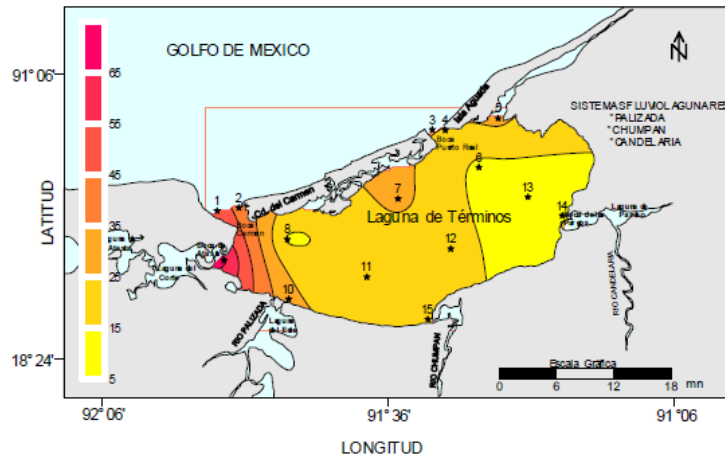 GOLFO DE MEXICO
N
91° 06'
65
55
45
35
25
15
5
LATITUD
18° 24'
SISTEMAS FLUVIOLAGUNARES
*PALIZADA
*CHUMPAN
*CANDELARIA
Isla Aguada
3 4
5
Boca
Puerto Real
6
1 2
Cd. del Carmen
7
13
Boca
Carmen
8
Laguna de Términos
14
12
11
10
15
RIO PALIZADA
RIO CHUMPAN
RIO CANDELARIA
Escala Gráfica
0 6 12 18 mn
92° 06' 91° 36' 91° 06'
LONGITUD